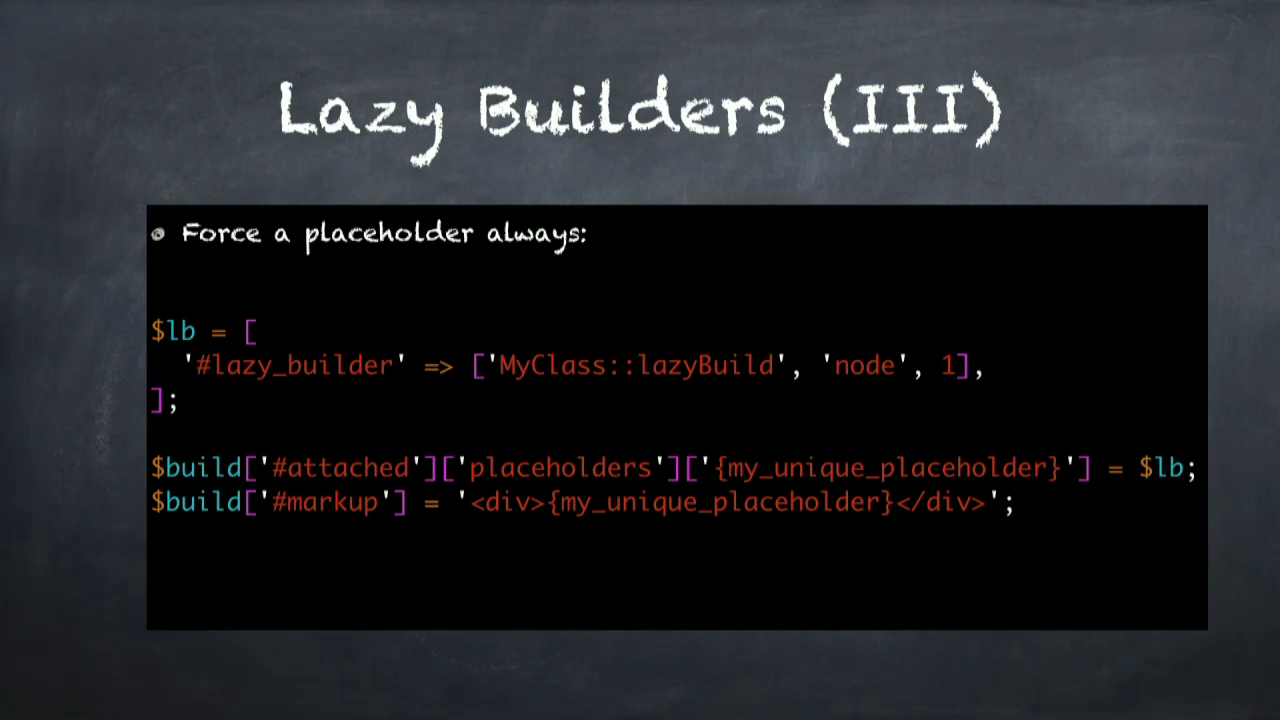 Lazy Builders (III)
Force a placeholder always:
$lb = [
  '#lazy_builder' => ['MyClass::lazyBuild', 'node', 1],
];
$build['#attached']['placeholders']['{my_unique_placeholder}'] = $lb;
$build['#markup'] = '<div>{my_unique_placeholder}</div>';